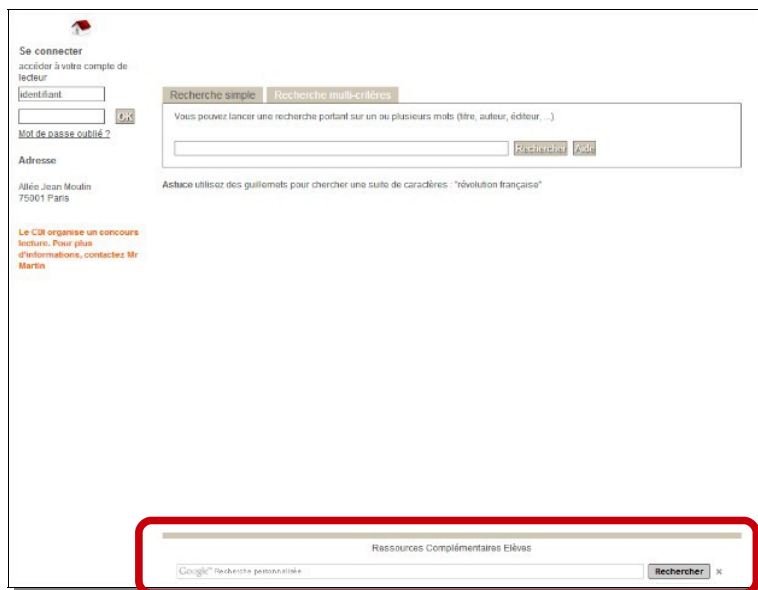 Se connecter
accéder à votre compte de
lecteur
identifiant
OK
Mot de passe oublié ?
Adresse
Allée Jean Moulin
75001 Paris
Le CDI organise un concours
lecture. Pour plus
d'informations, contactez Mr
Martin
Recherche simple Recherche multi-critères
Vous pouvez lancer une recherche portant sur un ou plusieurs mots (titre, auteur, éditeur, ...).
Rechercher Aide
Astuce utilisez des guillemets pour chercher une suite de caractères : "révolution française"
Ressources Complémentaires Elèves
Google™ Recherche personnalisée Rechercher ×